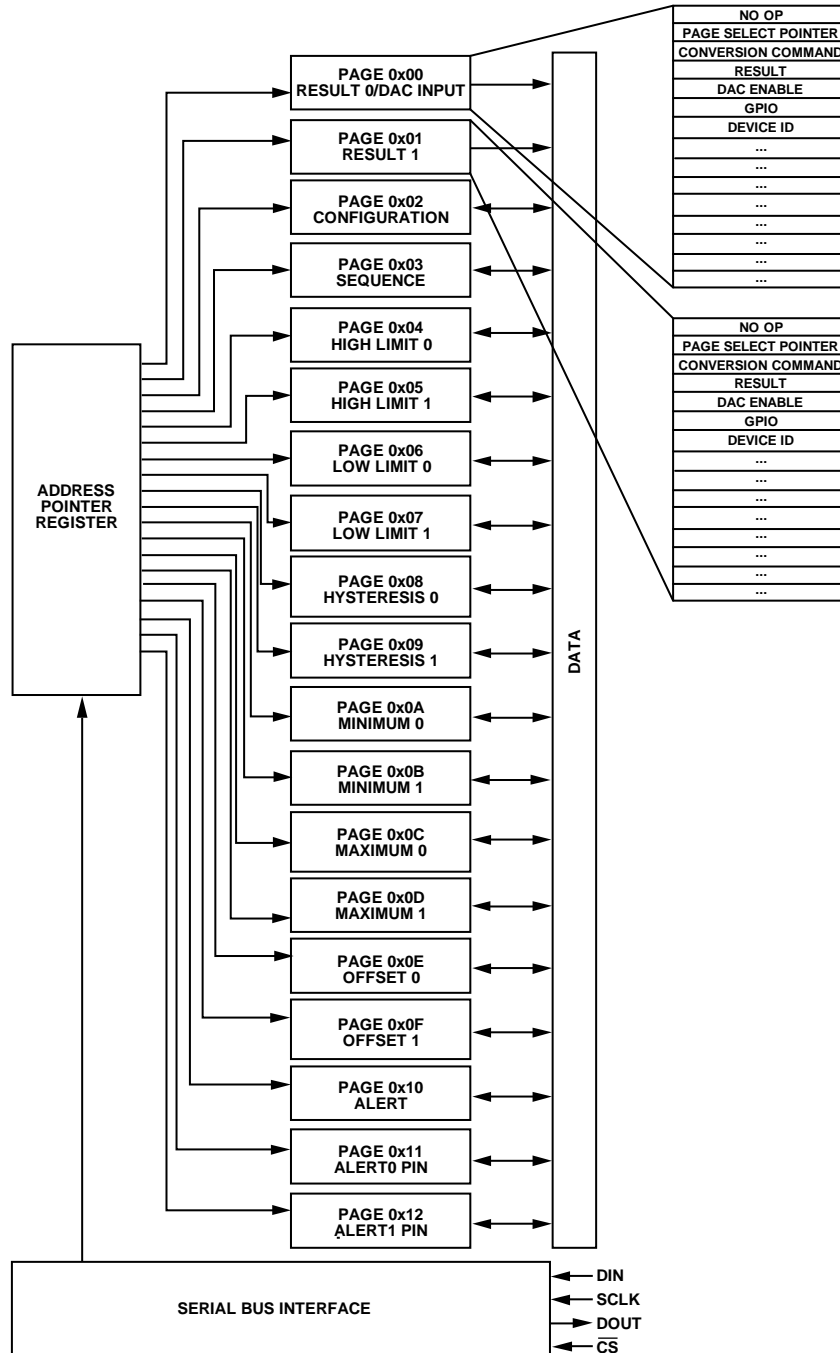 NO OP
PAGE SELECT POINTER
CONVERSION COMMAND
RESULT
DAC ENABLE
GPIO
DEVICE ID
...
...
...
...
...
...
...
...
PAGE 0x00
RESULT 0/DAC INPUT
PAGE 0x01
RESULT 1
PAGE 0x02
CONFIGURATION
PAGE 0x03
SEQUENCE
PAGE 0x04
HIGH LIMIT 0
PAGE 0x05
HIGH LIMIT 1
PAGE 0x06
LOW LIMIT 0
PAGE 0x07
LOW LIMIT 1
PAGE 0x08
HYSTERESIS 0
PAGE 0x09
HYSTERESIS 1
PAGE 0x0A
MINIMUM 0
PAGE 0x0B
MINIMUM 1
PAGE 0x0C
MAXIMUM 0
PAGE 0x0D
MAXIMUM 1
PAGE 0x0E
OFFSET 0
PAGE 0x0F
OFFSET 1
PAGE 0x10
ALERT
PAGE 0x11
ALERT0 PIN
PAGE 0x12
ALERT1 PIN
NO OP
PAGE SELECT POINTER
CONVERSION COMMAND
RESULT
DAC ENABLE
GPIO
DEVICE ID
...
...
...
...
...
...
...
...
ADDRESS
POINTER
REGISTER
DATA
SERIAL BUS INTERFACE
DIN
SCLK
DOUT
CS